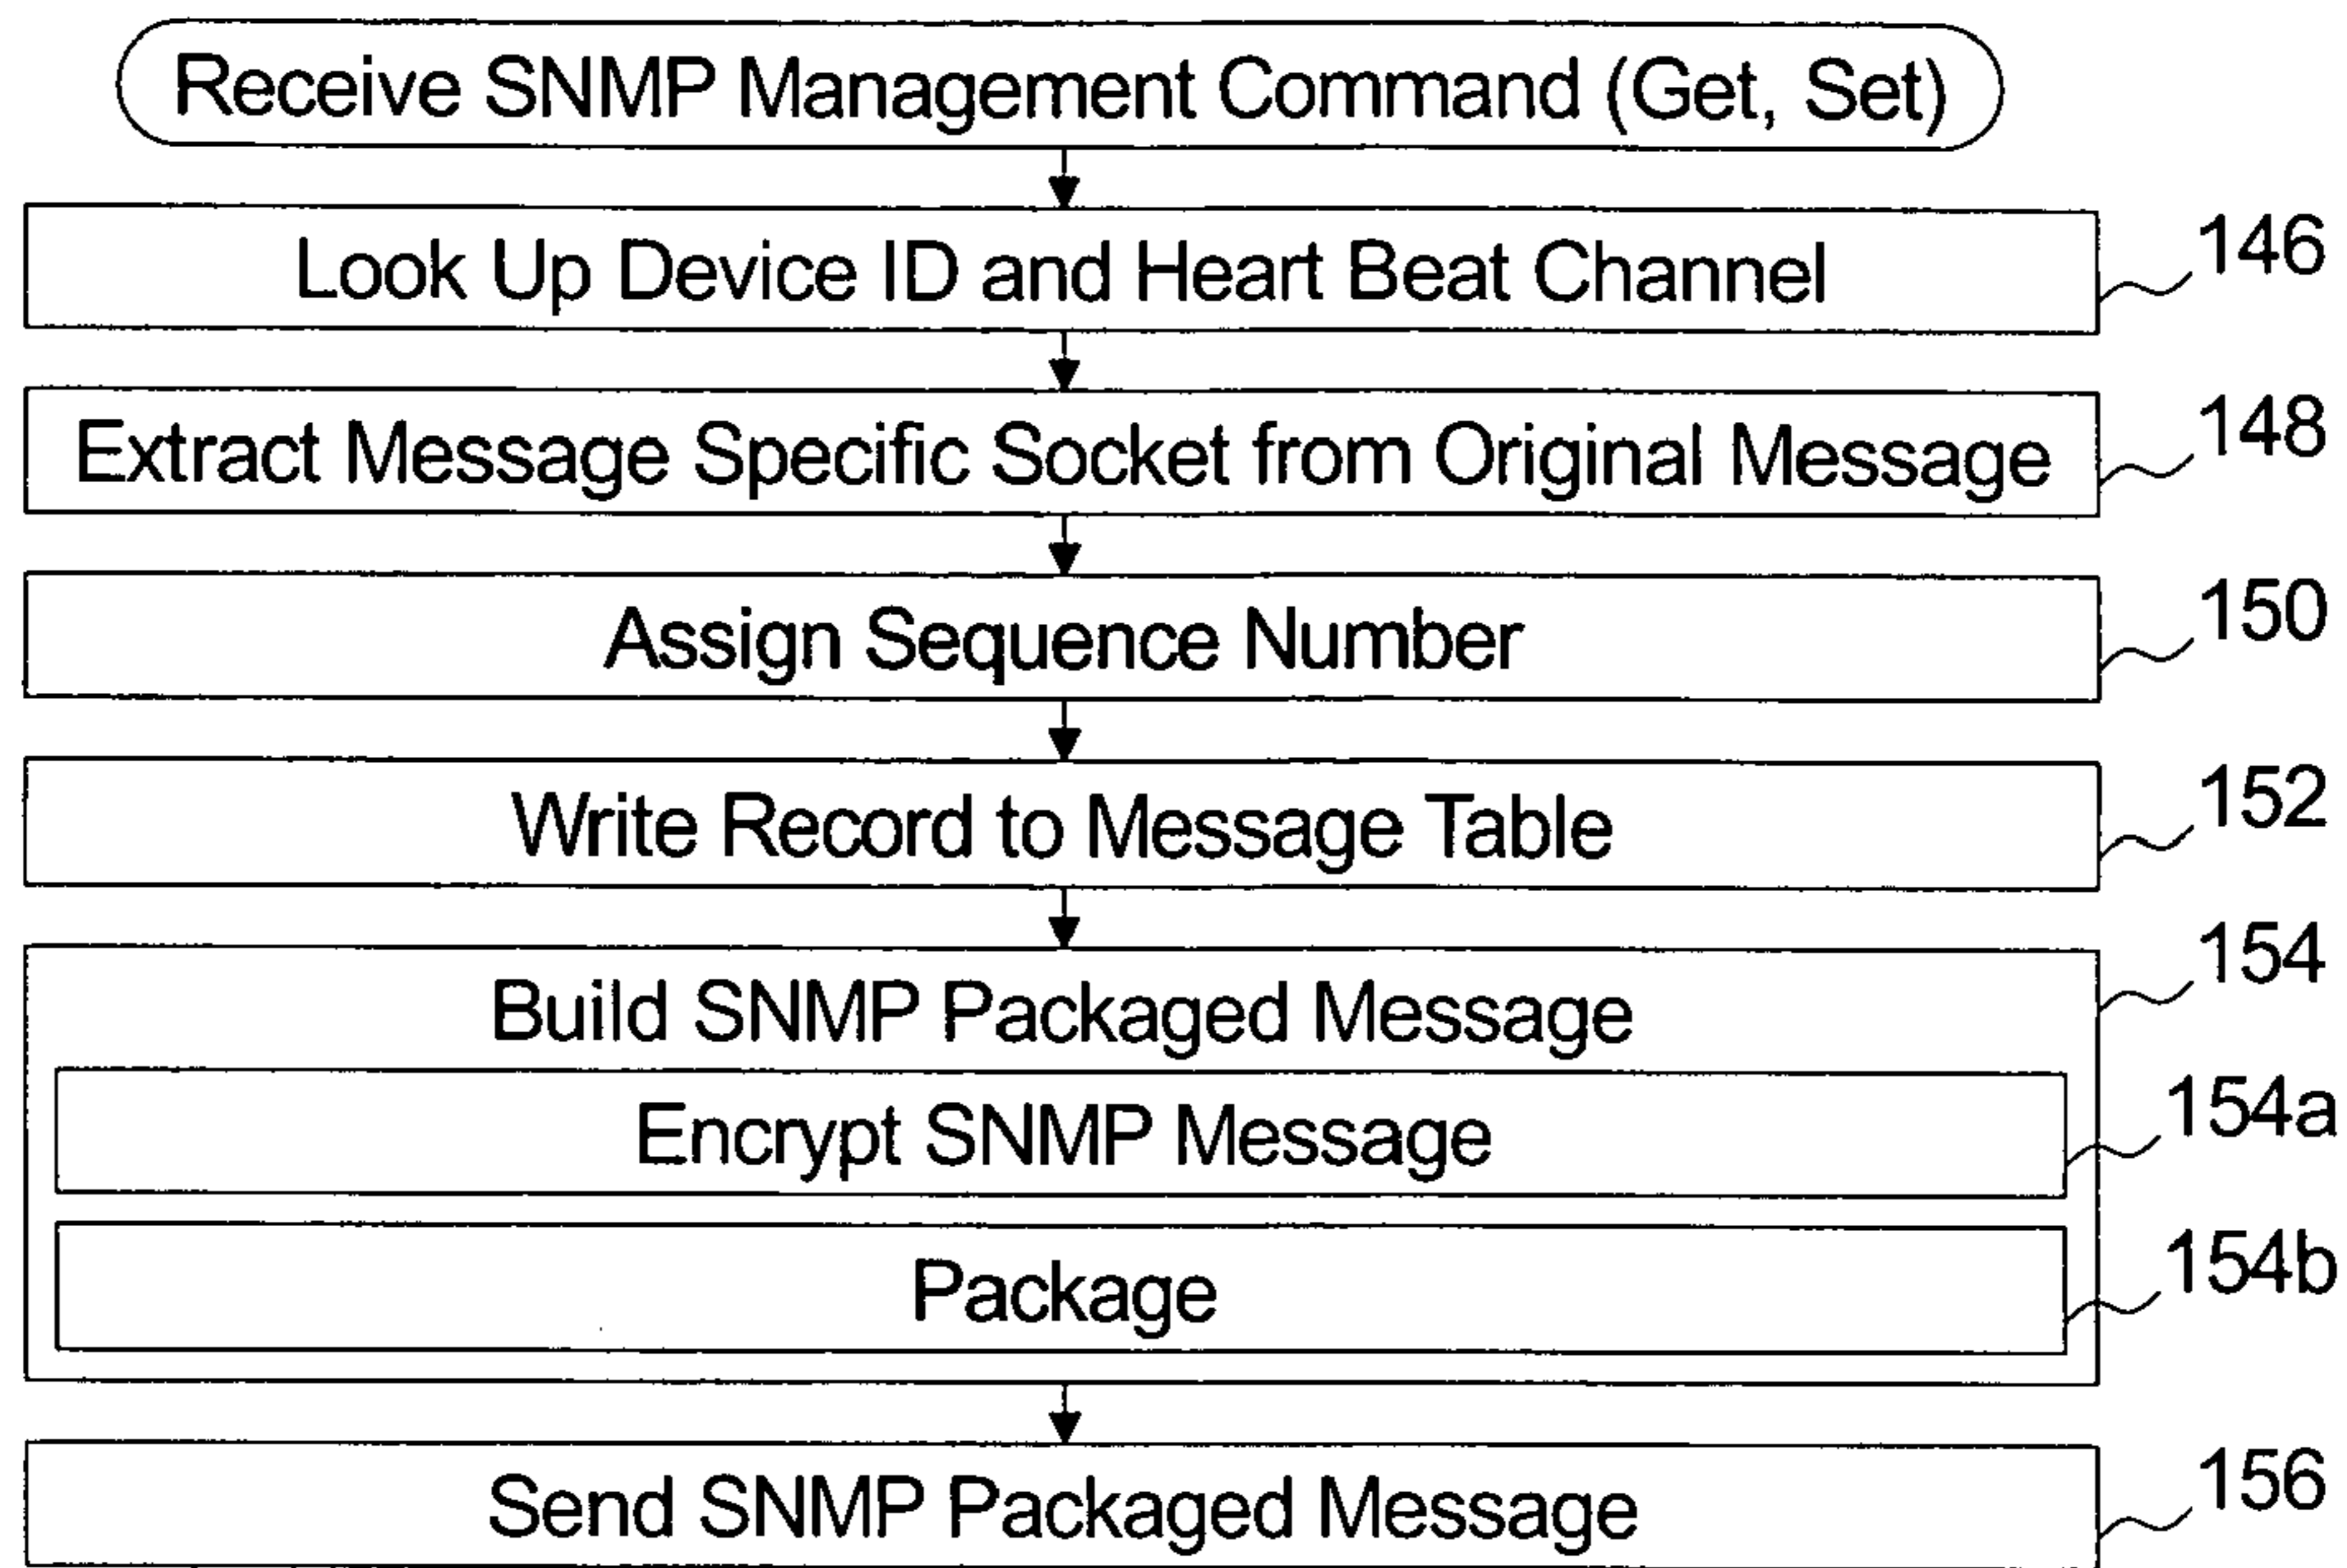 Receive SNMP Management Command (Get, Set)
Look Up Device ID and Heart Beat Channel
146
Extract Message Specific Socket from Original Message
148
Assign Sequence Number
150
Write Record to Message Table
152
Build SNMP Packaged Message
154
Encrypt SNMP Message
154a
Package
154b
Send SNMP Packaged Message
156